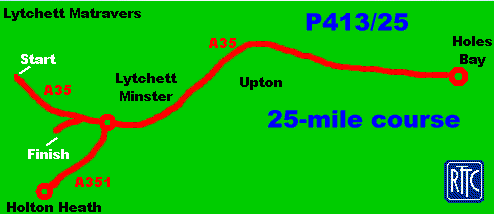 Lytchett Matravers
P413/25
Start
A35
A35
Lytchett
Minster
Upton
Holes
Bay
25-mile course
Finish
A351
Holton Heath
RTTC